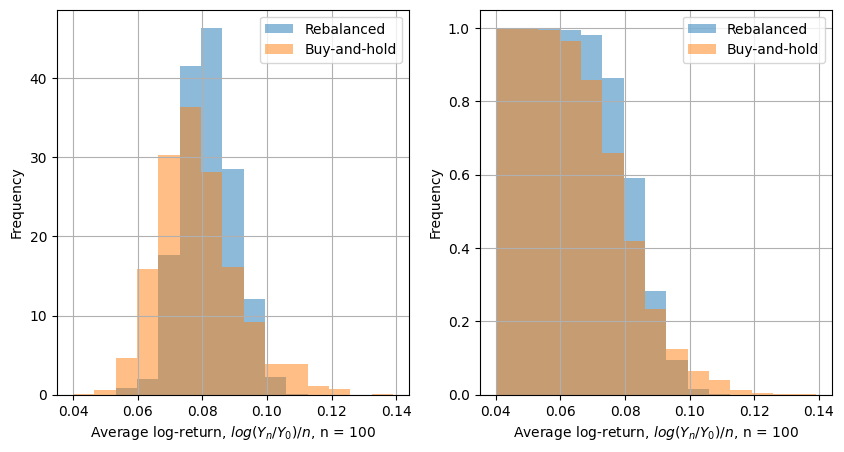 Rebalanced
Buy-and-hold
Frequency
40
30
20
10
0
0.04 0.06 0.08 0.10 0.12 0.14
Average log-return, log(Yₙ/Y₀)/n, n = 100
Rebalanced
Buy-and-hold
Frequency
1.0
0.8
0.6
0.4
0.2
0.0
0.04 0.06 0.08 0.10 0.12 0.14
Average log-return, log(Yₙ/Y₀)/n, n = 100